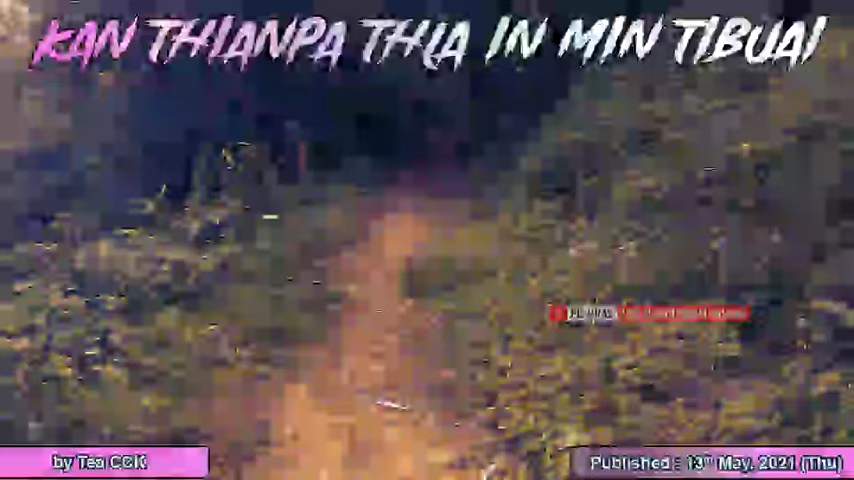 KAN THIANPA THLA IN MIN TIBUAI
by Tea CCK
Published : 13th May, 2021 (Thu)